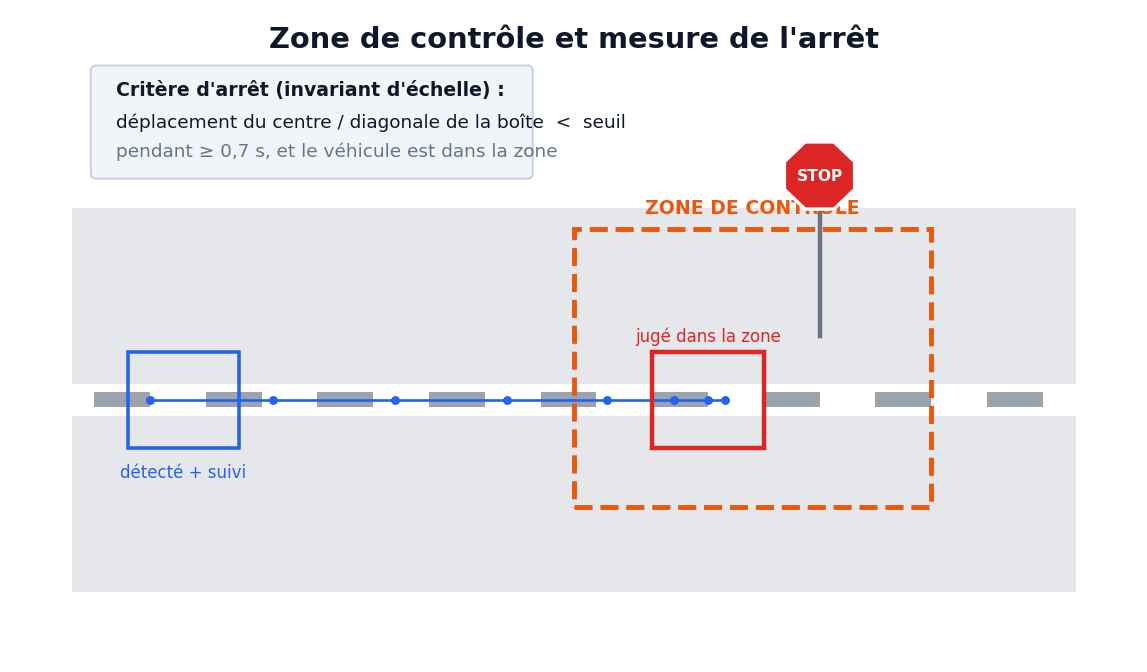 Zone de contrôle et mesure de l'arrêt
Critère d'arrêt (invariant d'échelle) :
déplacement du centre / diagonale de la boîte < seuil
pendant ≥ 0,7 s, et le véhicule est dans la zone
STOP
ZONE DE CONTRÔLE
jugé dans la zone
détecté + suivi